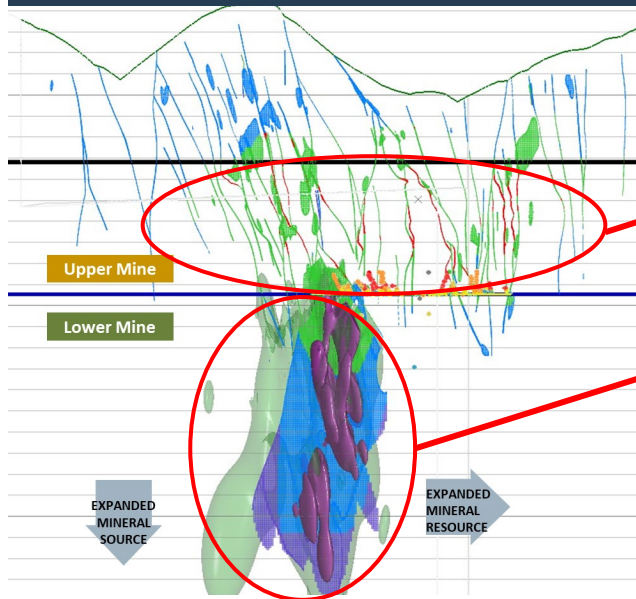 Upper Mine
Lower Mine
EXPANDED
MINERAL
SOURCE
EXPANDED
MINERAL
RESOURCE